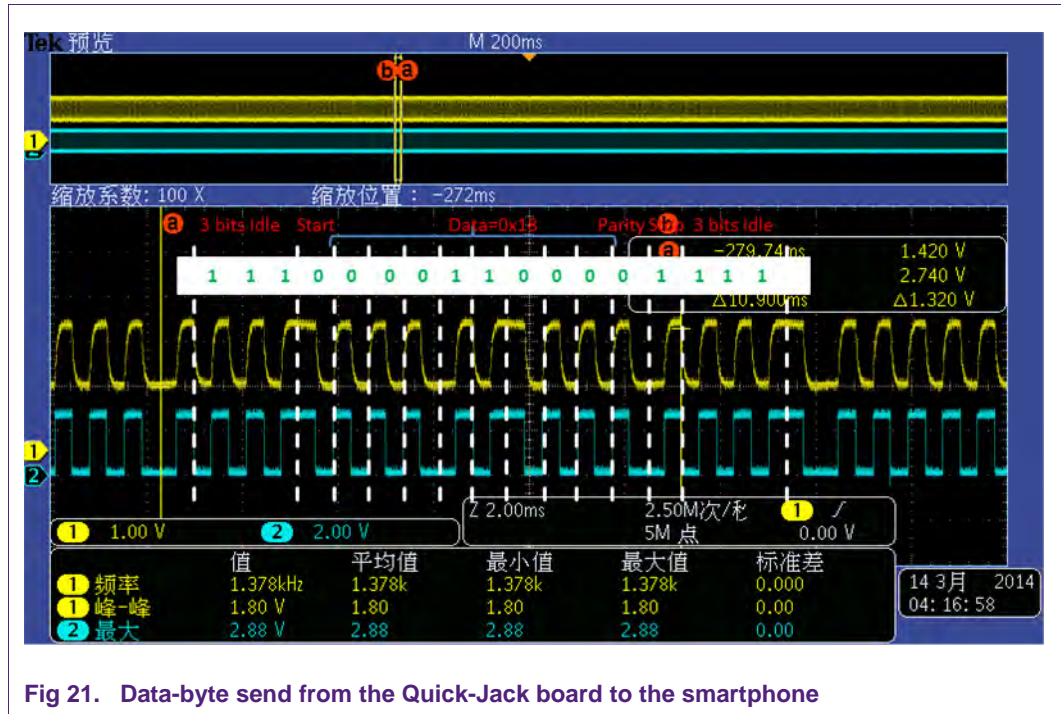 Tek 预览 M 200ms
b a
1
2
缩放系数: 100 X 缩放位置 : -272ms
a 3 bits Idle Start Data=0x18 Parity b 3 bits Idle
a -279.74ms 1.420 V
2.740 V
1 1 1 0 0 0 0 1 1 0 0 0 0 1 1 1 1
Δ10.900ms Δ1.320 V
1
2
Z 2.00ms 2.50M次/秒 1
1 1.00 V 2 2.00 V 5M 点 0.00 V
值 平均值 最小值 最大值 标准差
1 频率 1.378kHz 1.378k 1.378k 1.378k 0.000
1 峰-峰 1.80 V 1.80 1.80 1.80 0.00
2 最大 2.88 V 2.88 2.88 2.88 0.00
14 3月 2014
04:16:58
Fig 21. Data-byte send from the Quick-Jack board to the smartphone